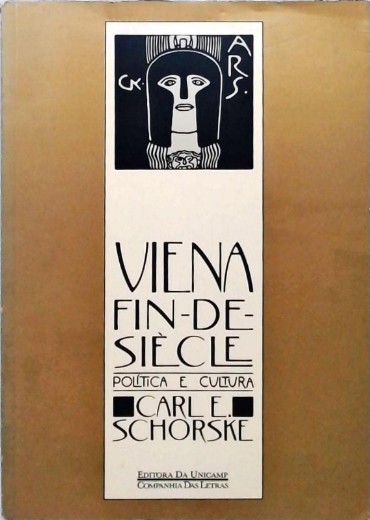 GK.
ARS.
VIENA
FIN-DE-
SIÈCLE
POLÍTICA E CULTURA
CARL E.
SCHORSKE
EDITORA DA UNICAMP
COMPANHIA DAS LETRAS